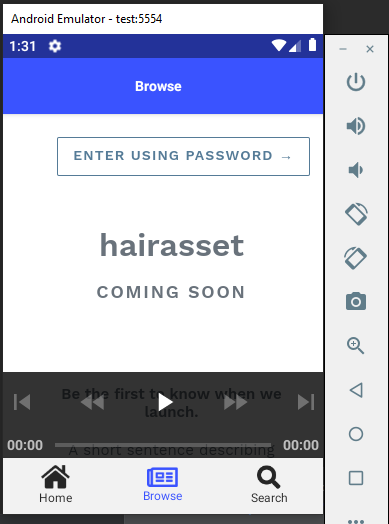 Android Emulator - test:5554
1:31
Browse
ENTER USING PASSWORD →
hairasset
COMING SOON
Be the first to know when we
launch.
00:00
00:00
A short sentence describing
Home
Browse
Search